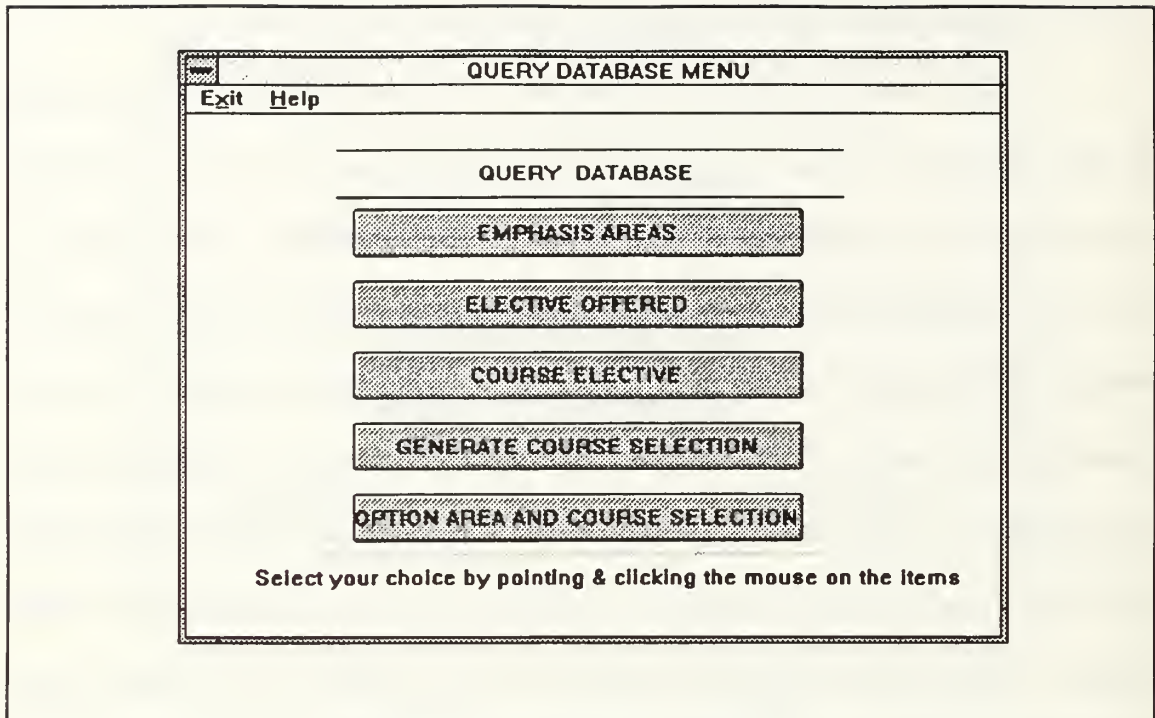 QUERY DATABASE MENU
Exit Help
QUERY DATABASE
EMPHASIS AREAS
ELECTIVE OFFERED
COURSE ELECTIVE
GENERATE COURSE SELECTION
OPTION AREA AND COURSE SELECTION
Select your choice by pointing & clicking the mouse on the items